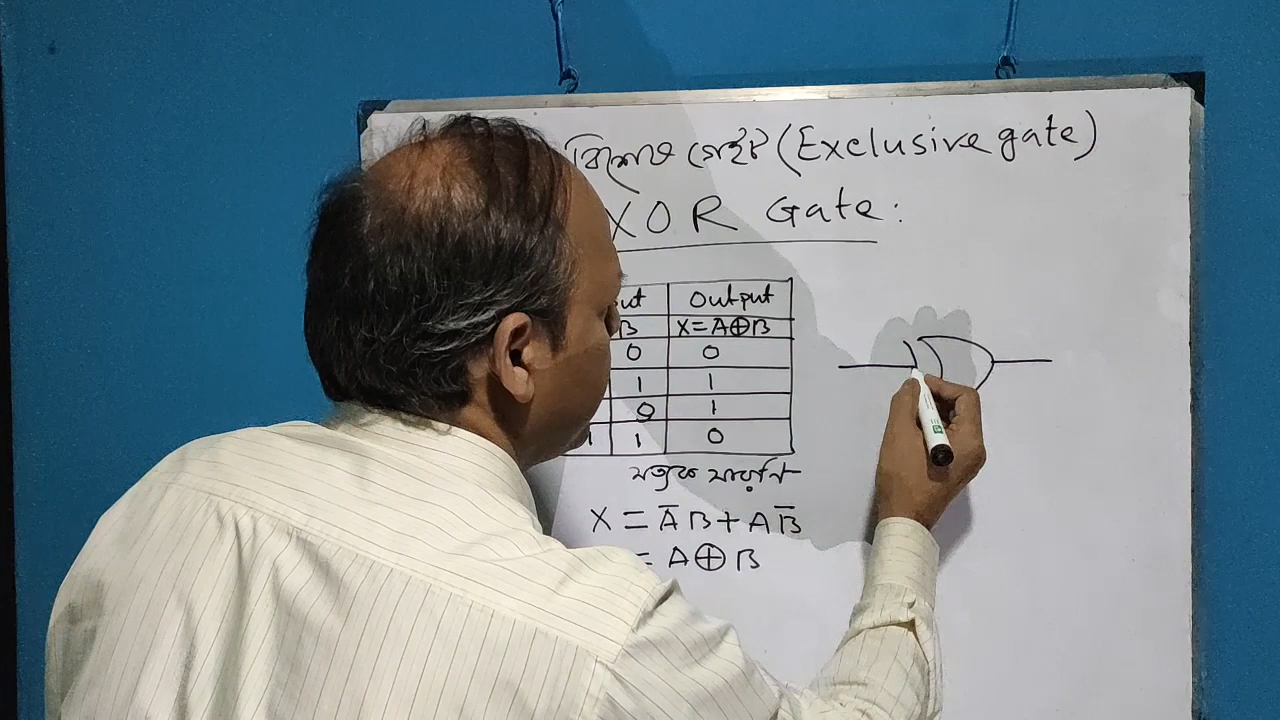 বিশেষ গেইট (Exclusive gate)
XOR Gate:
ut Output
B X=A⊕B
0 0
1 1
0 1
1 1 0
সত্যক সারণি
X = A̅B + AB̅
= A⊕B